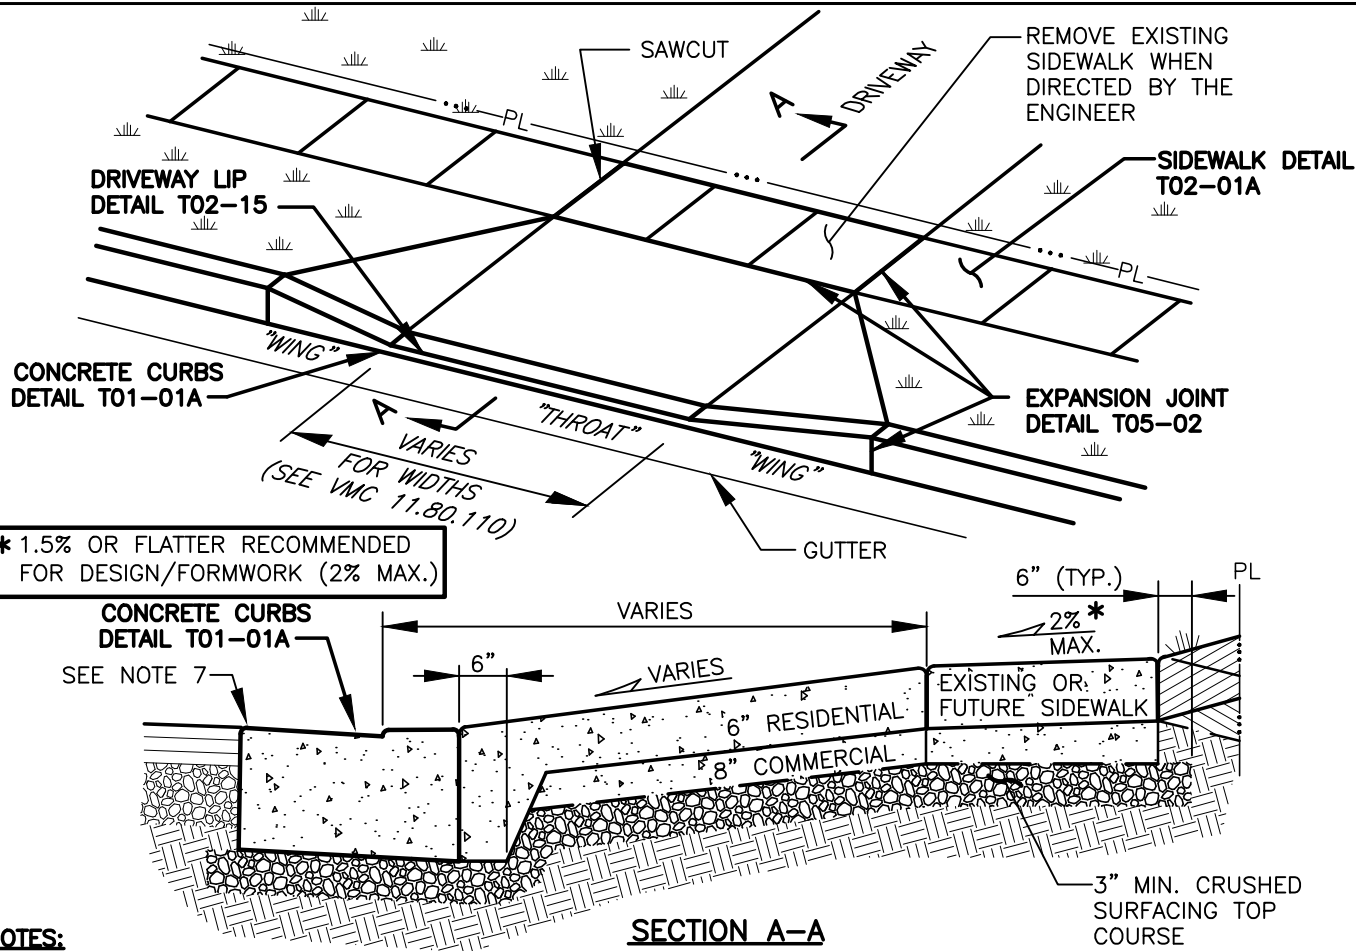 SAWCUT
DRIVEWAY
REMOVE EXISTING
SIDEWALK WHEN
DIRECTED BY THE
ENGINEER
A
PL
SIDEWALK DETAIL
T02-01A
DRIVEWAY LIP
DETAIL T02-15
PL
"WING"
CONCRETE CURBS
DETAIL T01-01A
A
"THROAT"
"WING"
EXPANSION JOINT
DETAIL T05-02
VARIES
FOR WIDTHS
(SEE VMC 11.80.110)
GUTTER
* 1.5% OR FLATTER RECOMMENDED
FOR DESIGN/FORMWORK (2% MAX.)
CONCRETE CURBS
DETAIL T01-01A
SEE NOTE 7
VARIES
6" (TYP.)
PL
2% *
MAX.
6"
VARIES
EXISTING OR
FUTURE SIDEWALK
6" RESIDENTIAL
8" COMMERCIAL
3" MIN. CRUSHED
SURFACING TOP
COURSE
SECTION A-A
OTES: